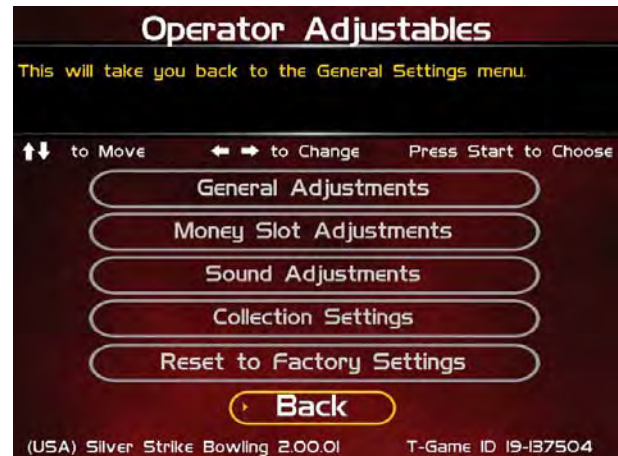 Operator Adjustables
This will take you back to the General Settings menu.
to Move to Change Press Start to Choose
General Adjustments
Money Slot Adjustments
Sound Adjustments
Collection Settings
Reset to Factory Settings
Back
(USA) Silver Strike Bowling 2.00.01 T-Game ID 19-137504